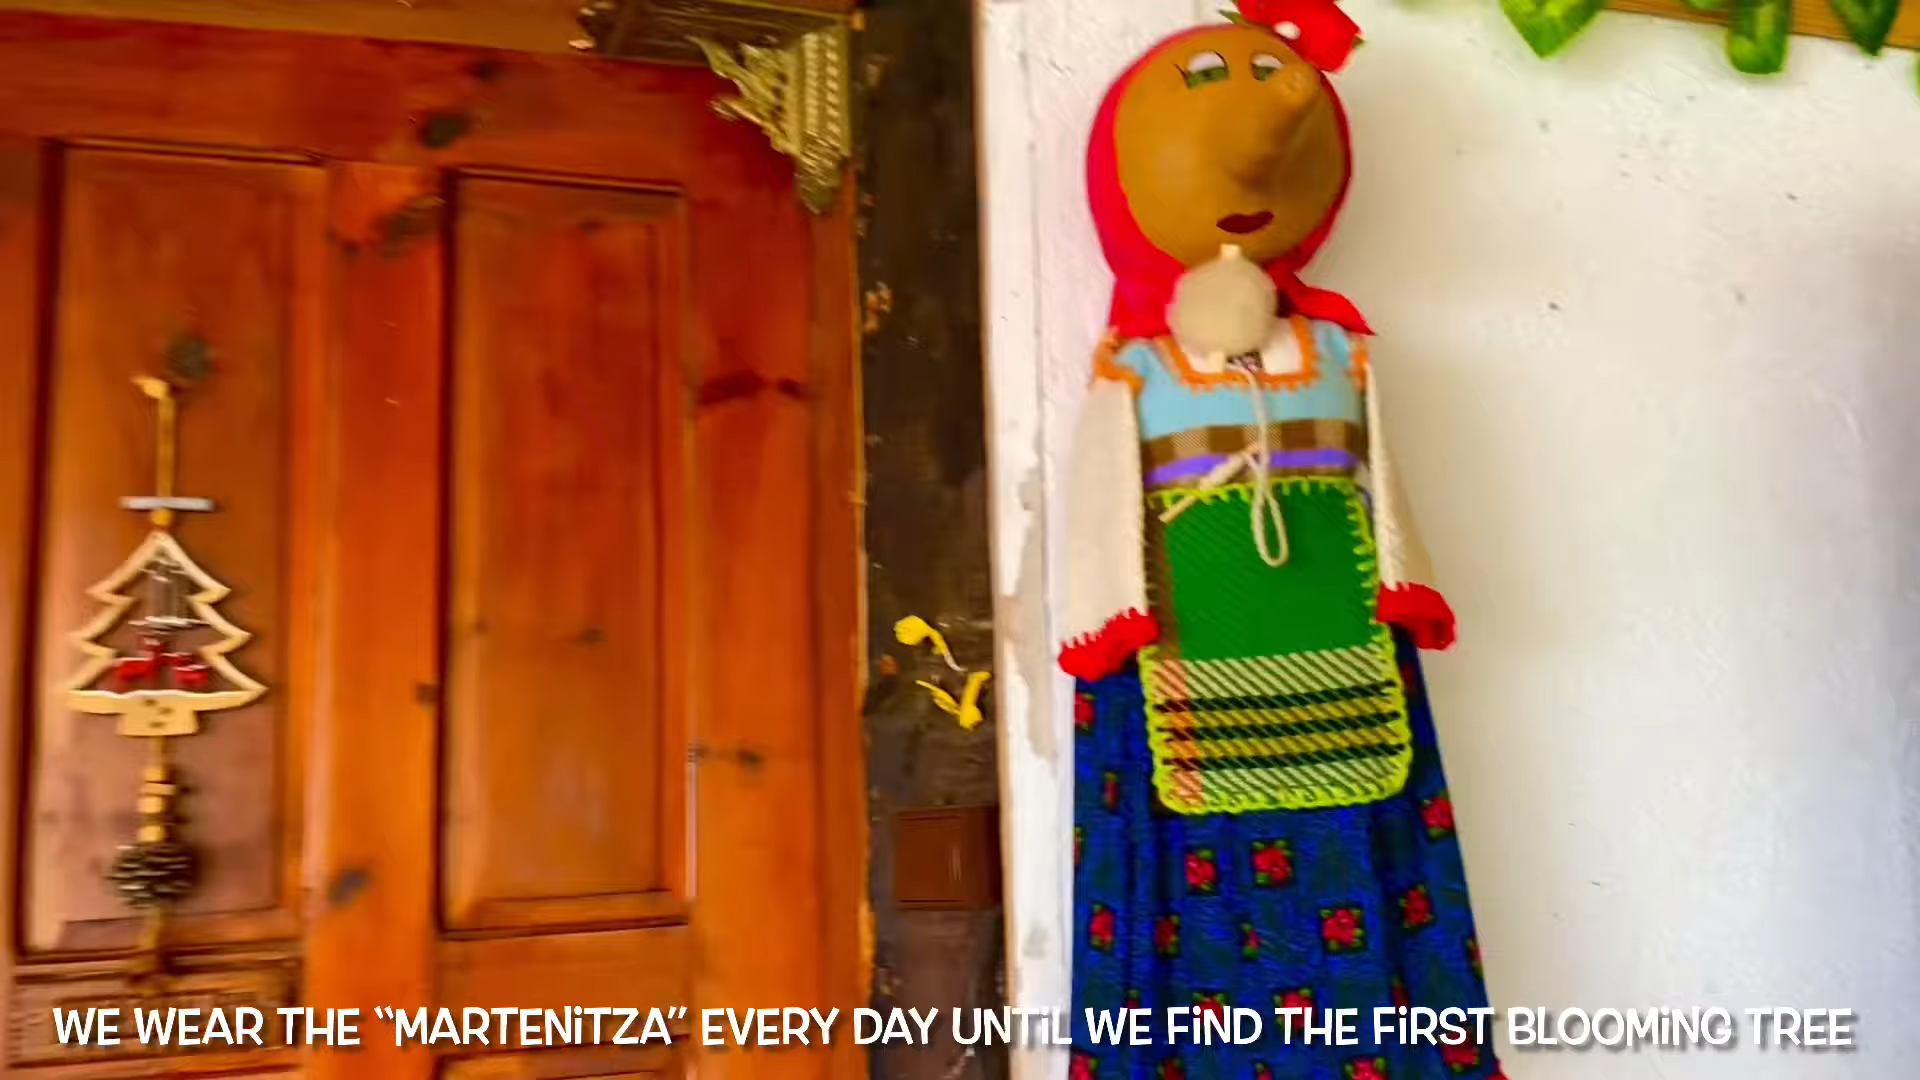 WE WEAR THE “MARTENiTZA” EVERY DAY UNTiL WE FiND THE FiRST BLOOMiNG TREE